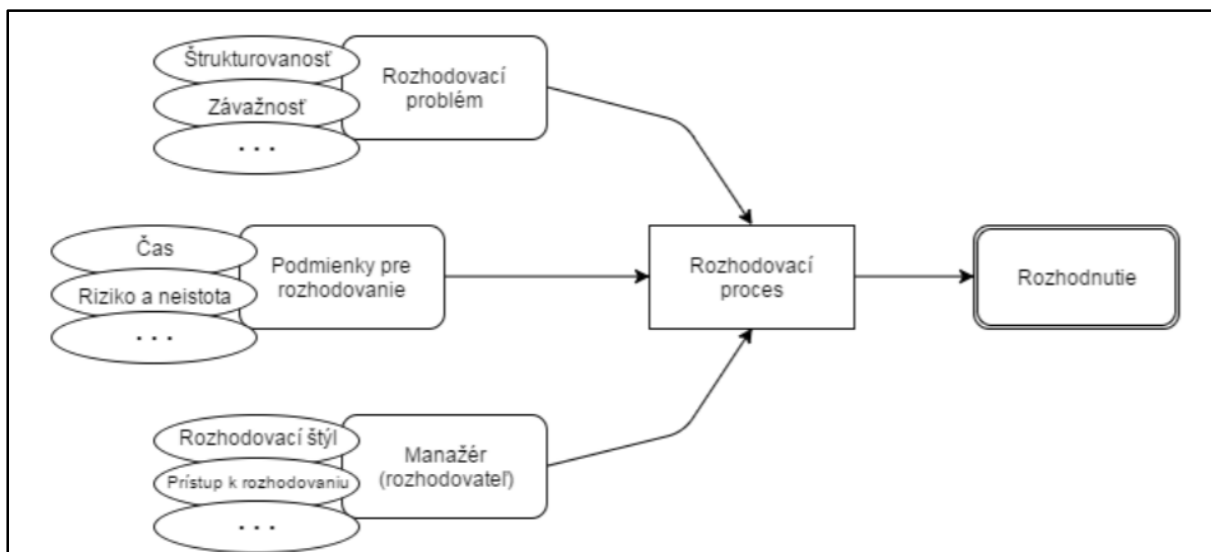 Štrukturovanosť
Závažnosť
. . .
Rozhodovací
problém
Čas
Riziko a neistota
. . .
Podmienky pre
rozhodovanie
Rozhodovací
proces
Rozhodnutie
Rozhodovací štýl
Prístup k rozhodovaniu
. . .
Manažér
(rozhodovateľ)